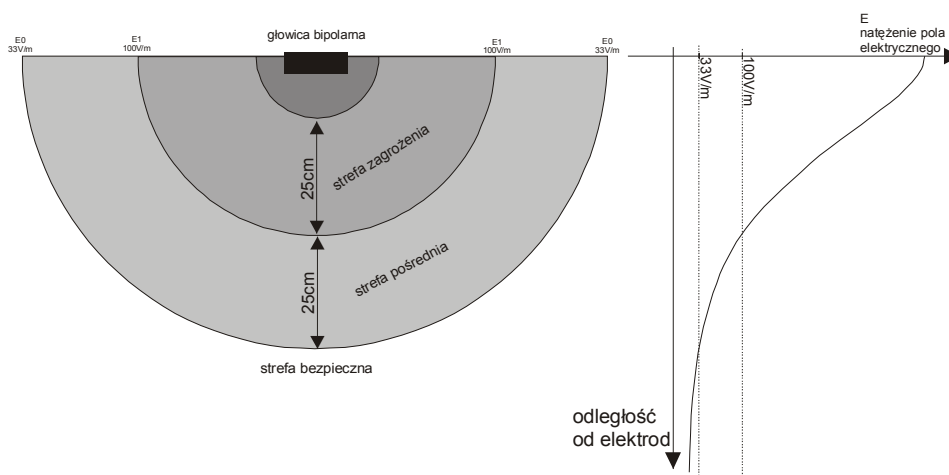 głowica bipolarna
E0
33V/m
E1
100V/m
E1
100V/m
E0
33V/m
25cm
strefa zagrożenia
25cm
strefa pośrednia
strefa bezpieczna
E
natężenie pola
elektrycznego
33V/m
100V/m
odległość
od elektrod